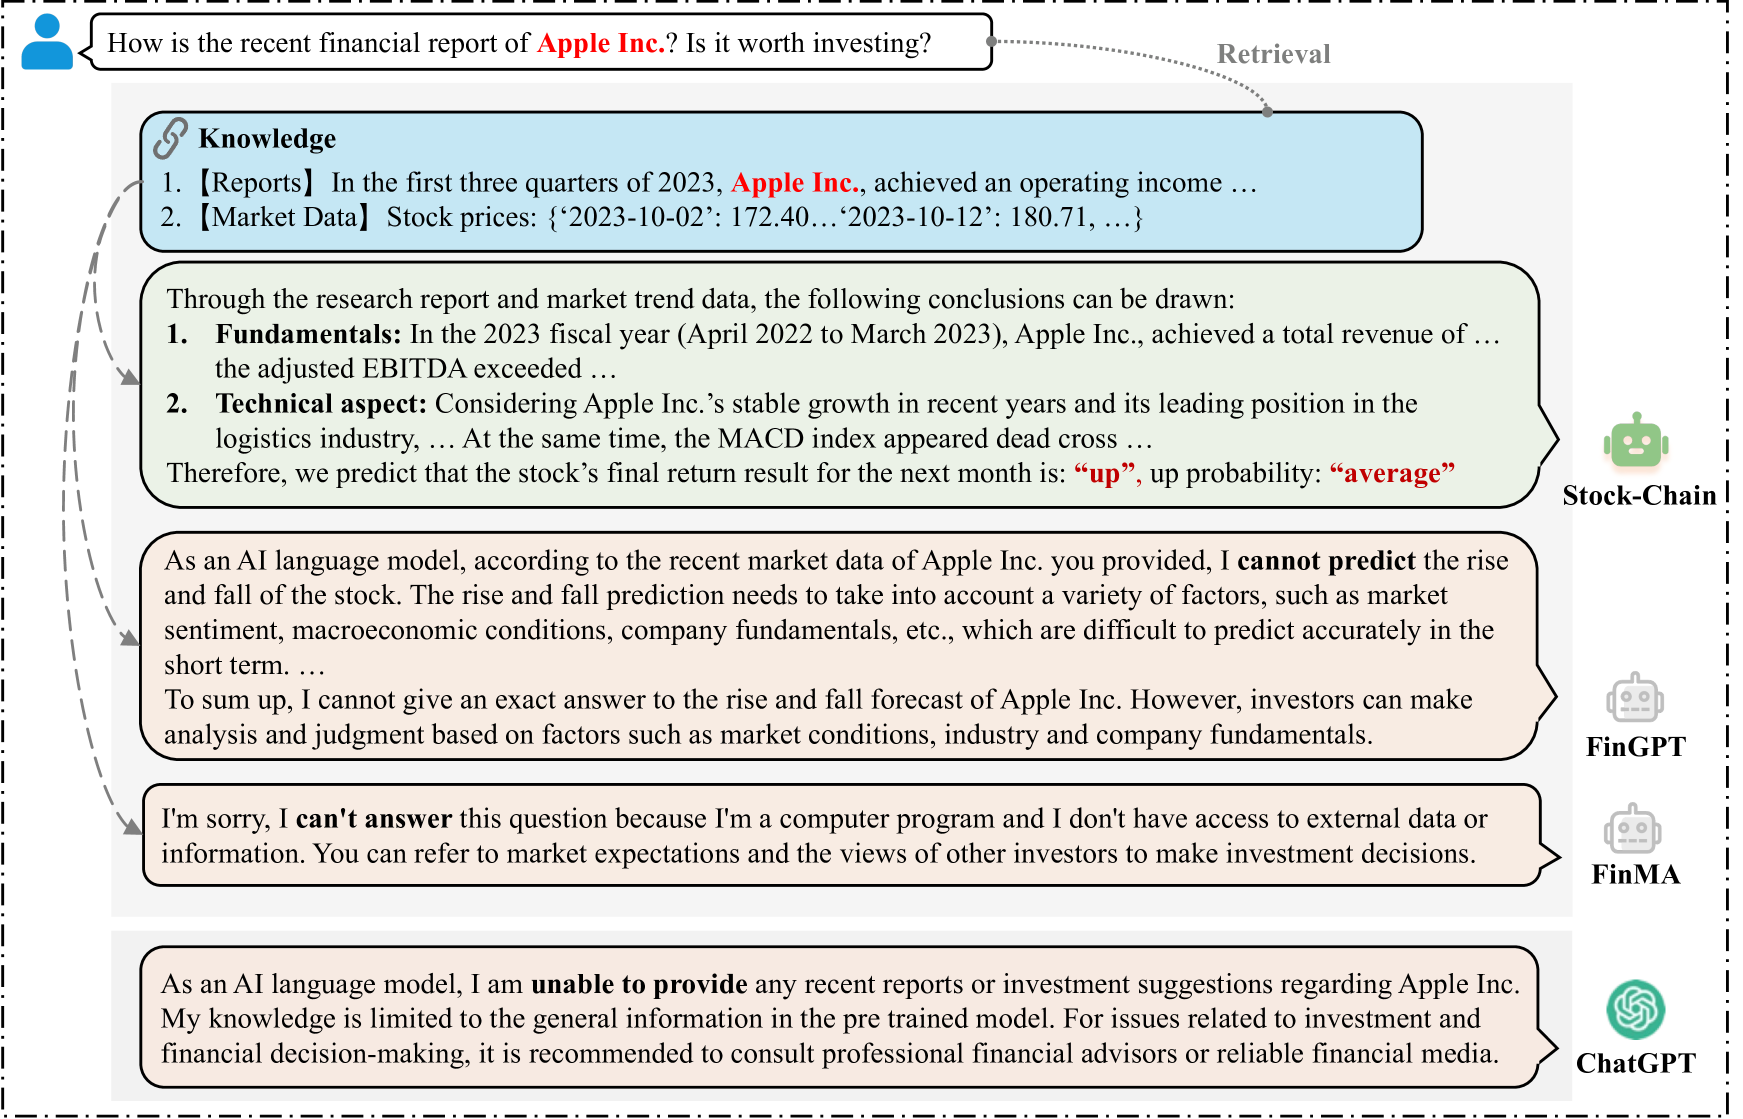 How is the recent financial report of Apple Inc.? Is it worth investing?
Retrieval
Knowledge
1.【Reports】In the first three quarters of 2023, Apple Inc., achieved an operating income …
2.【Market Data】Stock prices: {‘2023-10-02’: 172.40…‘2023-10-12’: 180.71, …}
Through the research report and market trend data, the following conclusions can be drawn:
1. Fundamentals: In the 2023 fiscal year (April 2022 to March 2023), Apple Inc., achieved a total revenue of …
the adjusted EBITDA exceeded …
2. Technical aspect: Considering Apple Inc.’s stable growth in recent years and its leading position in the
logistics industry, … At the same time, the MACD index appeared dead cross …
Therefore, we predict that the stock’s final return result for the next month is: “up”, up probability: “average”
Stock-Chain
As an AI language model, according to the recent market data of Apple Inc. you provided, I cannot predict the rise
and fall of the stock. The rise and fall prediction needs to take into account a variety of factors, such as market
sentiment, macroeconomic conditions, company fundamentals, etc., which are difficult to predict accurately in the
short term. …
To sum up, I cannot give an exact answer to the rise and fall forecast of Apple Inc. However, investors can make
analysis and judgment based on factors such as market conditions, industry and company fundamentals.
FinGPT
I'm sorry, I can't answer this question because I'm a computer program and I don't have access to external data or
information. You can refer to market expectations and the views of other investors to make investment decisions.
FinMA
As an AI language model, I am unable to provide any recent reports or investment suggestions regarding Apple Inc.
My knowledge is limited to the general information in the pre trained model. For issues related to investment and
financial decision-making, it is recommended to consult professional financial advisors or reliable financial media.
ChatGPT